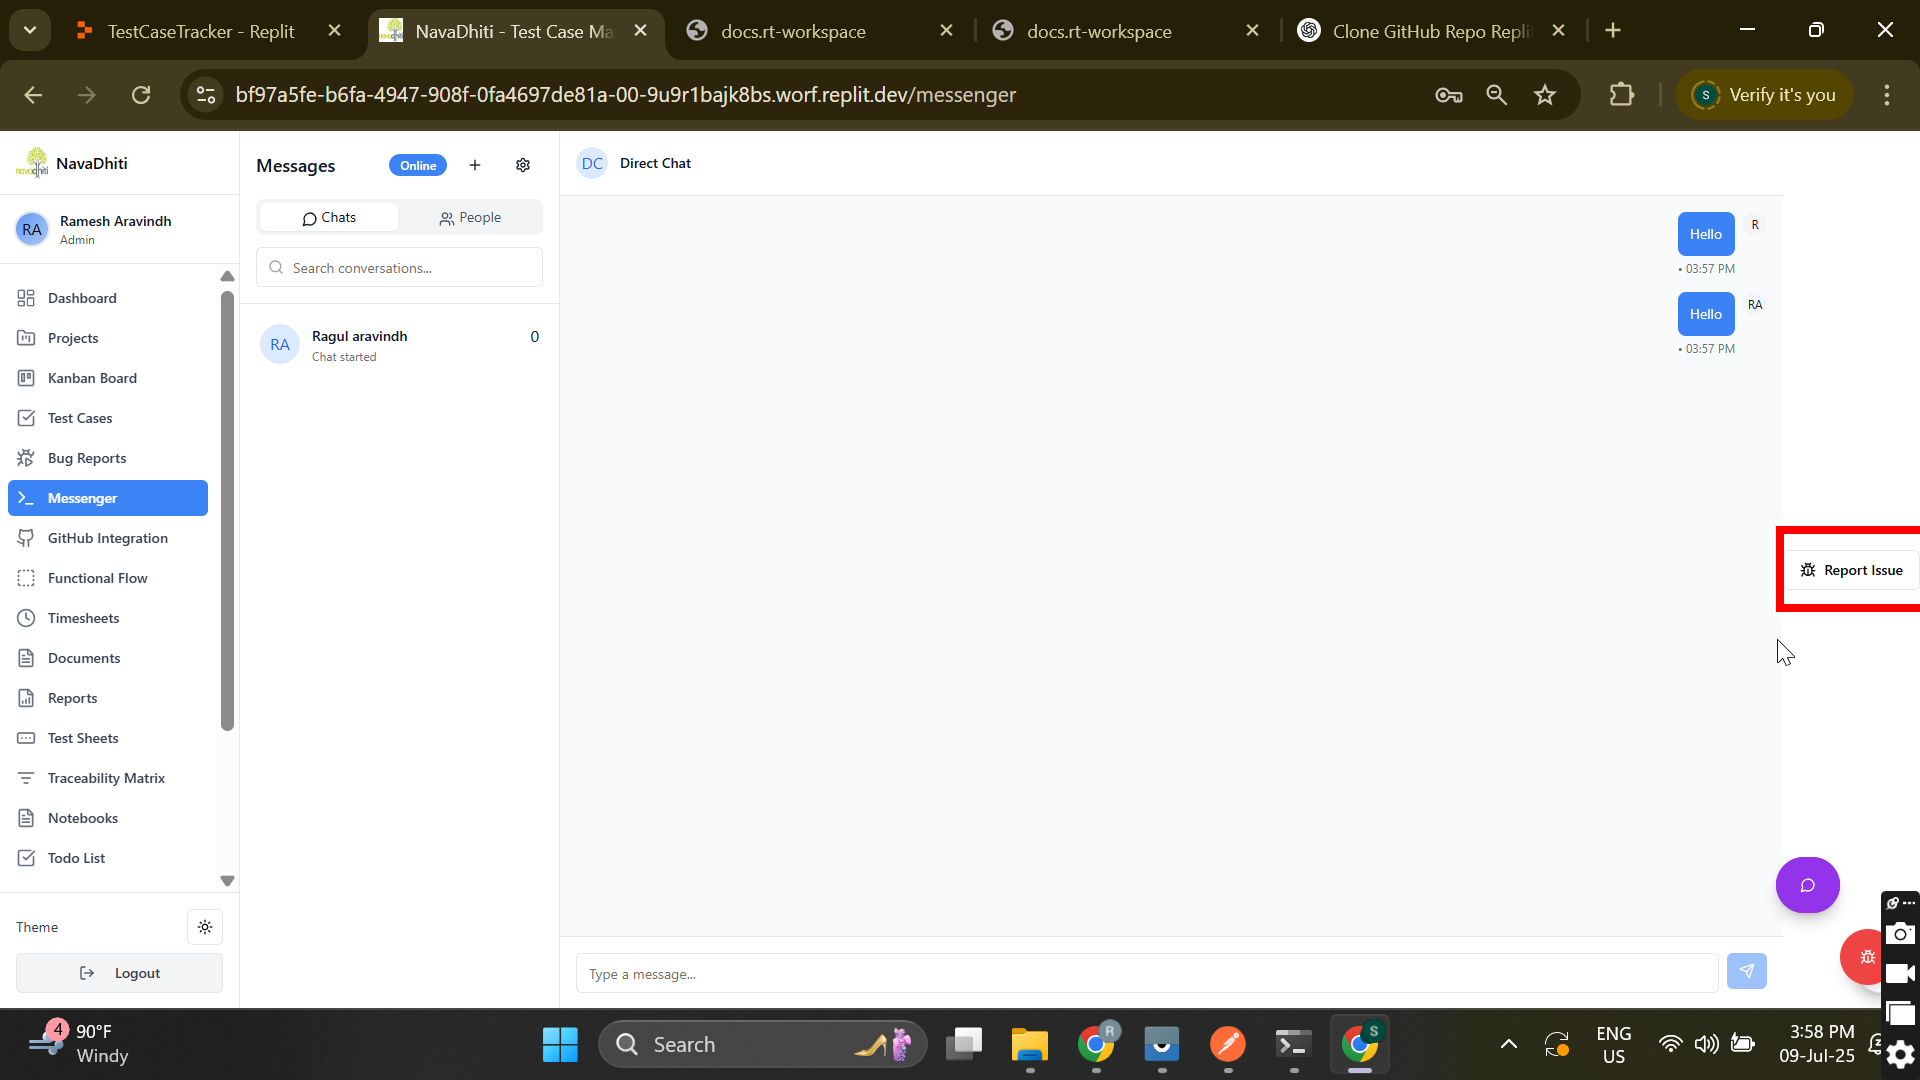 TestCaseTracker - Replit
NavaDhiti - Test Case Ma
docs.rt-workspace
docs.rt-workspace
Clone GitHub Repo Repli
bf97a5fe-b6fa-4947-908f-0fa4697de81a-00-9u9r1bajk8bs.worf.replit.dev/messenger
S
Verify it's you
navadhiti
NavaDhiti
RA
Ramesh Aravindh
Admin
Dashboard
Projects
Kanban Board
Test Cases
Bug Reports
Messenger
GitHub Integration
Functional Flow
Timesheets
Documents
Reports
Test Sheets
Traceability Matrix
Notebooks
Todo List
Theme
Logout
Messages
Online
Chats
People
Search conversations...
RA
Ragul aravindh
0
Chat started
DC
Direct Chat
Hello
R
• 03:57 PM
Hello
RA
• 03:57 PM
Report Issue
Type a message...
4
90°F
Windy
Search
R
S
ENG
US
3:58 PM
09-Jul-25